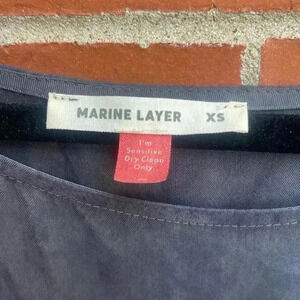 MARINE LAYER XS
I'm
Sensitive
Dry Clean
Only